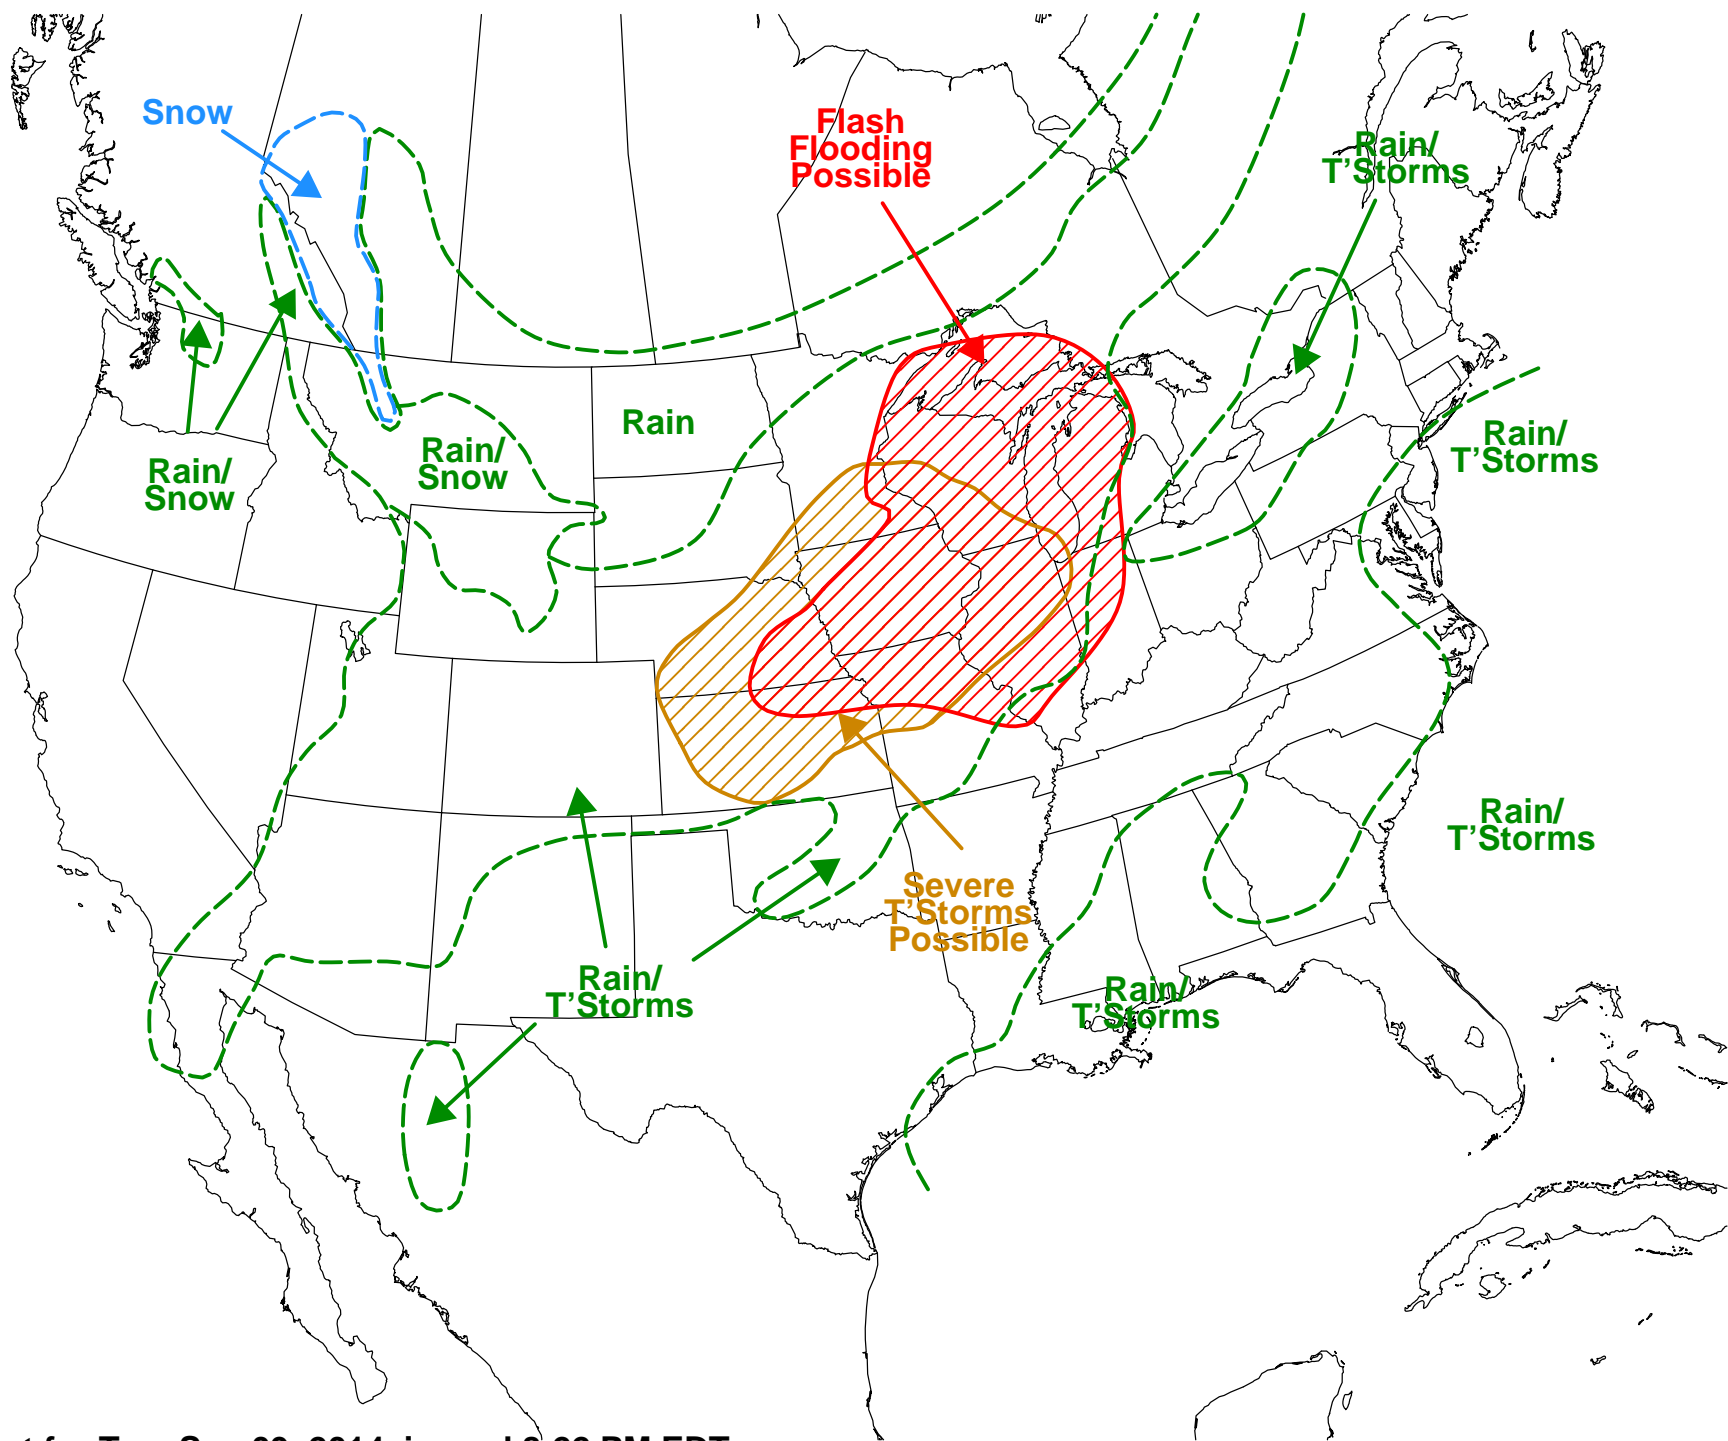 Snow
Flash
Flooding
Possible
Rain/
T’Storms
Rain
Rain/
Snow
Rain/
Snow
Rain/
T’Storms
Rain/
T’Storms
Severe
T’Storms
Possible
Rain/
T’Storms
Rain/
T’Storms